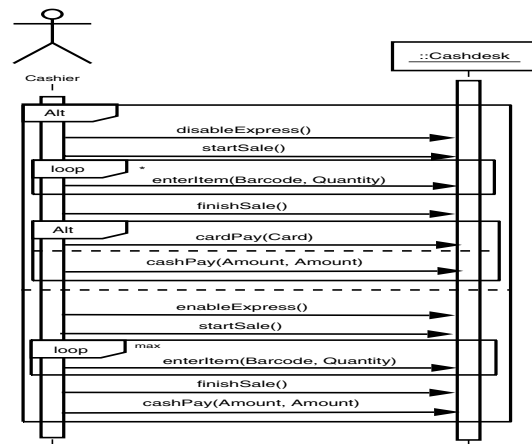 ::Cashdesk
Cashier
Alt
disableExpress()
startSale()
loop *
enterItem(Barcode, Quantity)
finishSale()
Alt
cardPay(Card)
cashPay(Amount, Amount)
enableExpress()
startSale()
loop max
enterItem(Barcode, Quantity)
finishSale()
cashPay(Amount, Amount)